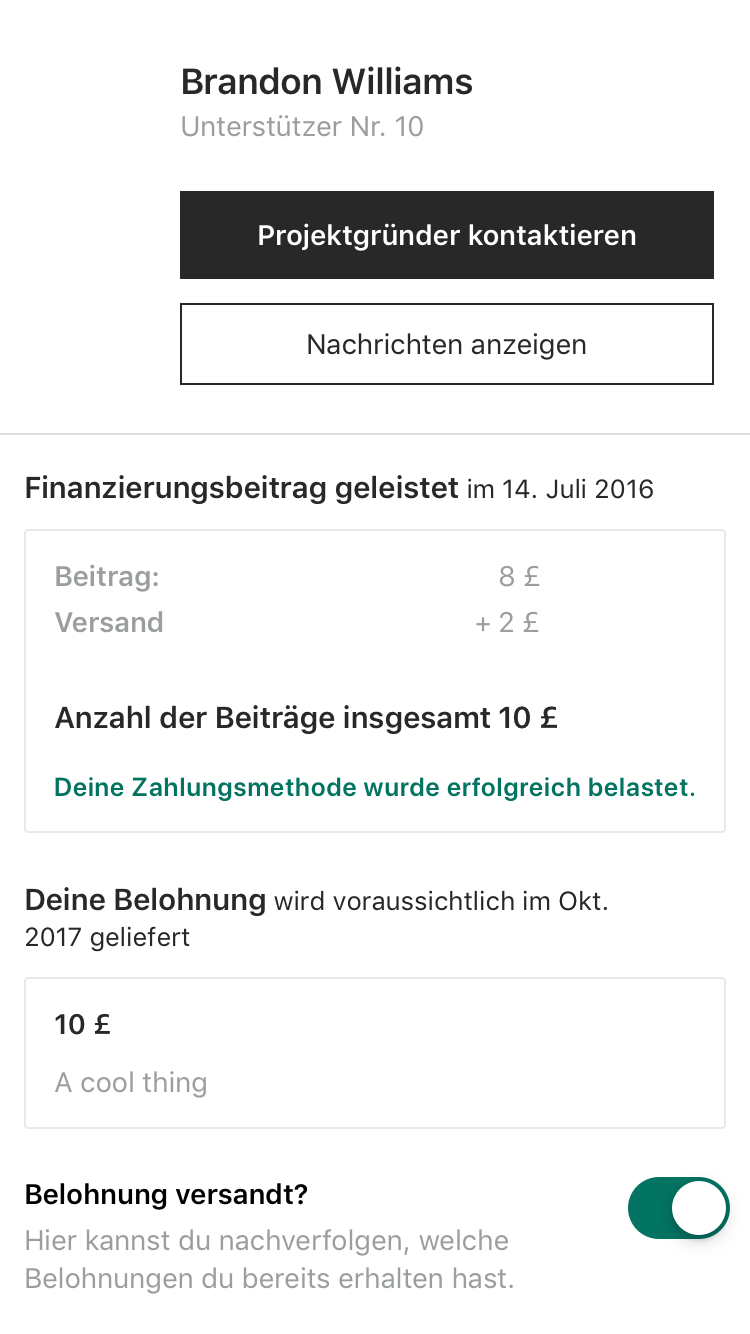 Brandon Williams
Unterstützer Nr. 10
Projektgründer kontaktieren
Nachrichten anzeigen
Finanzierungsbeitrag geleistet im 14. Juli 2016
Beitrag: 8 £
Versand + 2 £
Anzahl der Beiträge insgesamt 10 £
Deine Zahlungsmethode wurde erfolgreich belastet.
Deine Belohnung wird voraussichtlich im Okt.
2017 geliefert
10 £
A cool thing
Belohnung versandt?
Hier kannst du nachverfolgen, welche
Belohnungen du bereits erhalten hast.